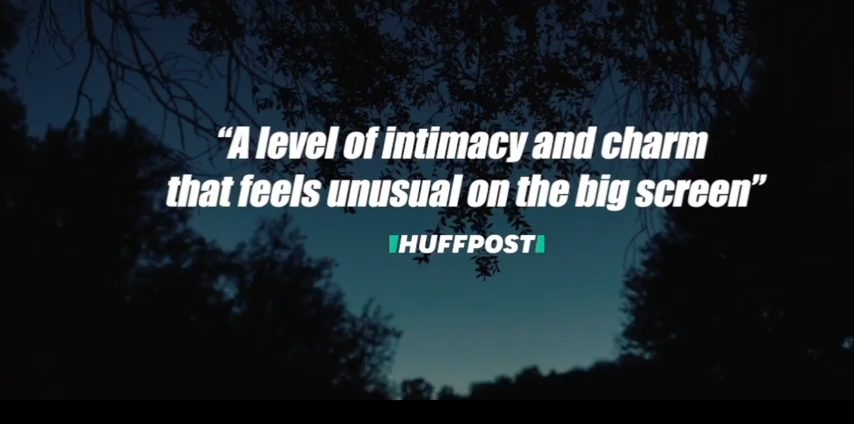 “A level of intimacy and charm
that feels unusual on the big screen”
HUFFPOST